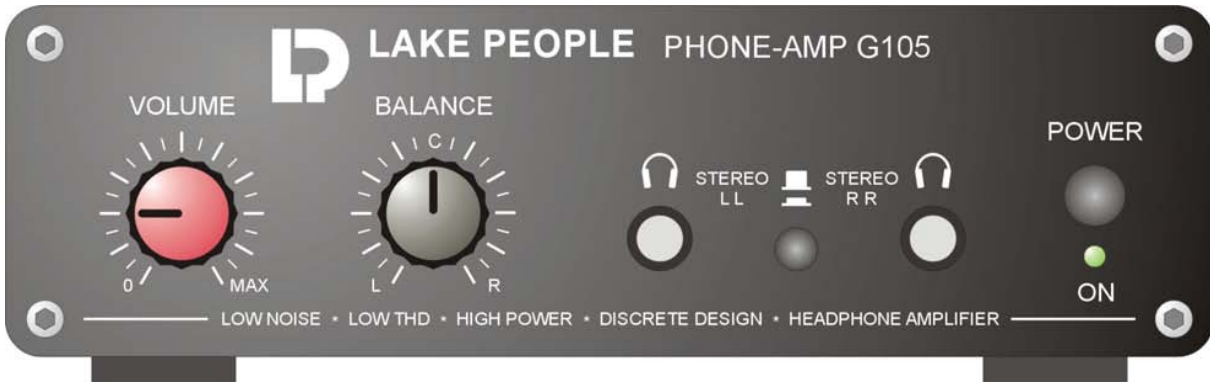 LP LAKE PEOPLE PHONE-AMP G105
VOLUME
BALANCE
POWER
C
STEREO
L L
STEREO
R R
0
MAX
L
R
ON
LOW NOISE * LOW THD * HIGH POWER * DISCRETE DESIGN * HEADPHONE AMPLIFIER